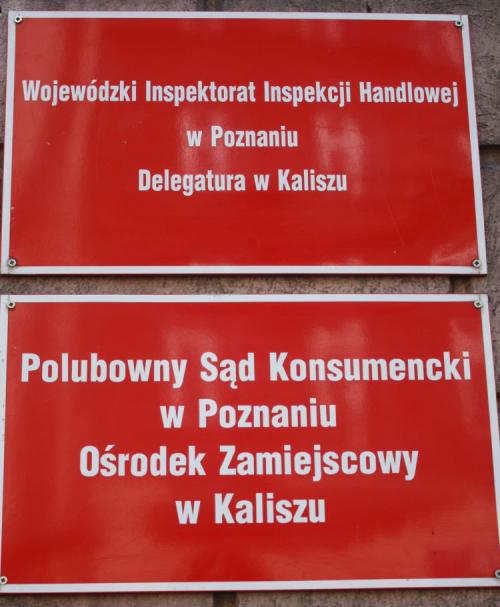 Wojewódzki Inspektorat Inspekcji Handlowej
w Poznaniu
Delegatura w Kaliszu
Polubowny Sąd Konsumencki
w Poznaniu
Ośrodek Zamiejscowy
w Kaliszu